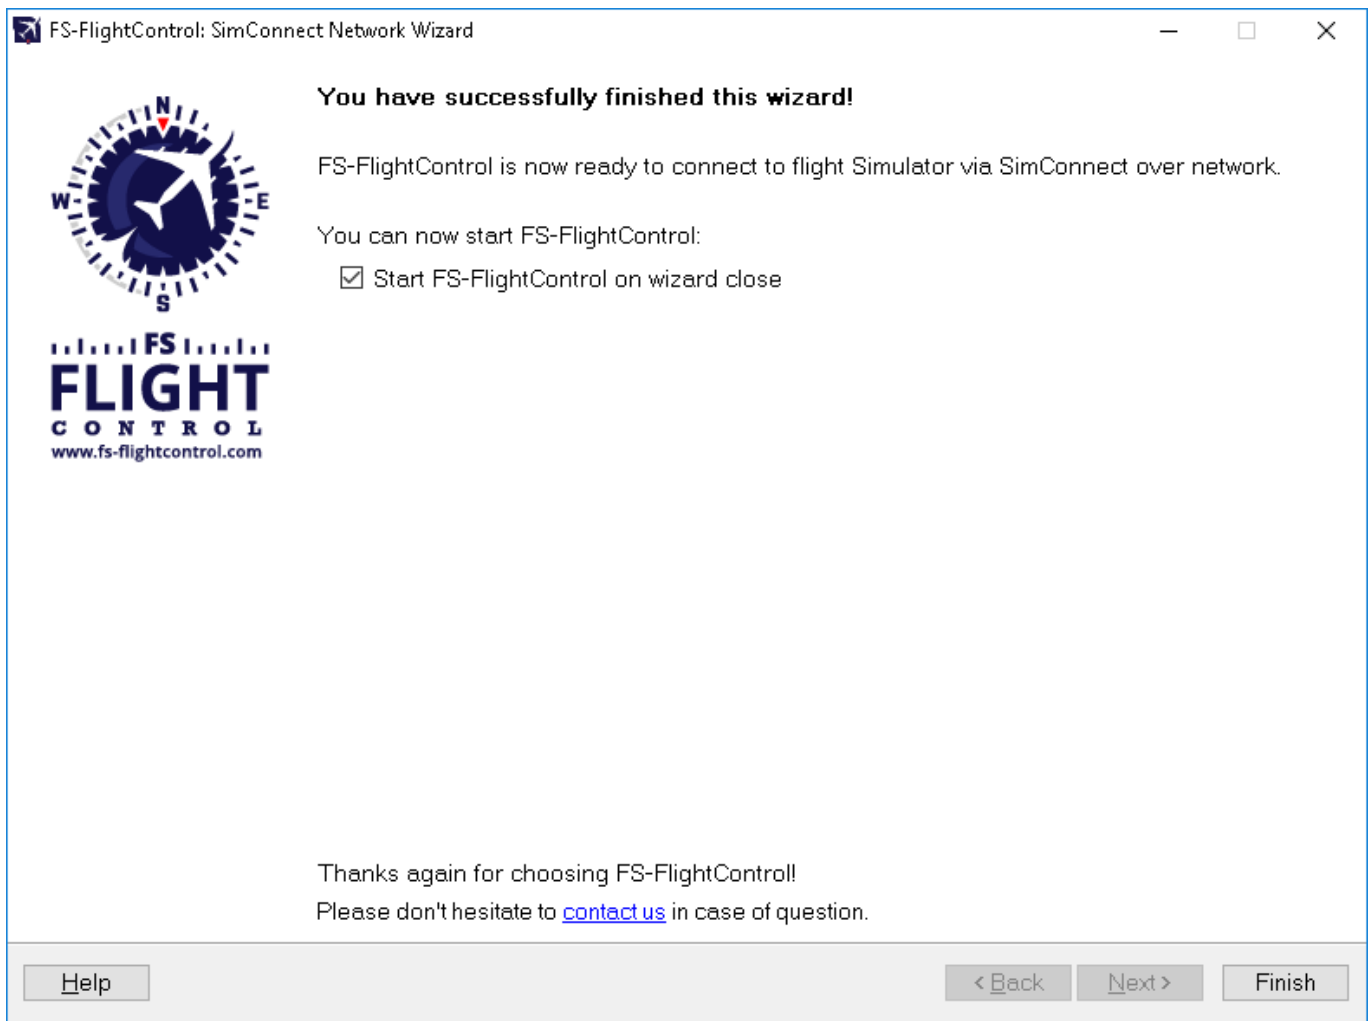 FS-FlightControl: SimConnect Network Wizard
N
W
E
S
FS
FLIGHT
CONTROL
www.fs-flightcontrol.com
You have successfully finished this wizard!
FS-FlightControl is now ready to connect to flight Simulator via SimConnect over network.
You can now start FS-FlightControl:
Start FS-FlightControl on wizard close
Thanks again for choosing FS-FlightControl!
Please don't hesitate to contact us in case of question.
Help
< Back
Next >
Finish